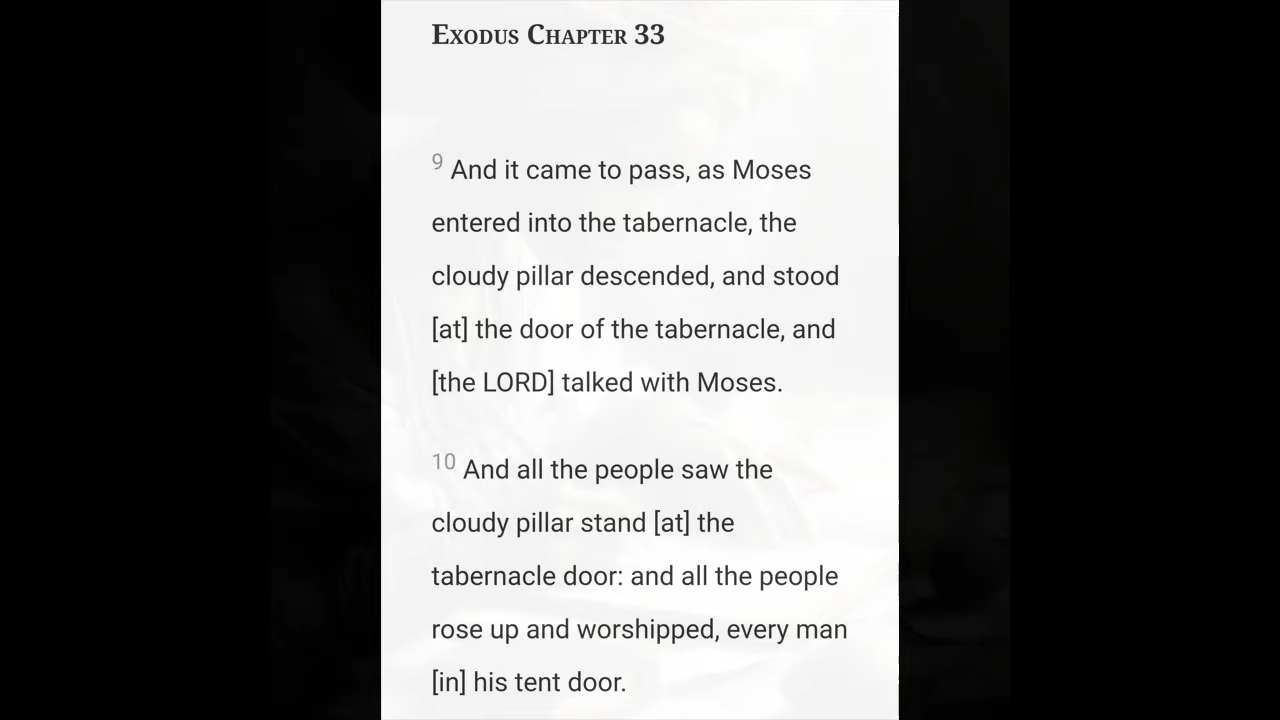 Exodus Chapter 33
9 And it came to pass, as Moses
entered into the tabernacle, the
cloudy pillar descended, and stood
[at] the door of the tabernacle, and
[the LORD] talked with Moses.
10 And all the people saw the
cloudy pillar stand [at] the
tabernacle door: and all the people
rose up and worshipped, every man
[in] his tent door.